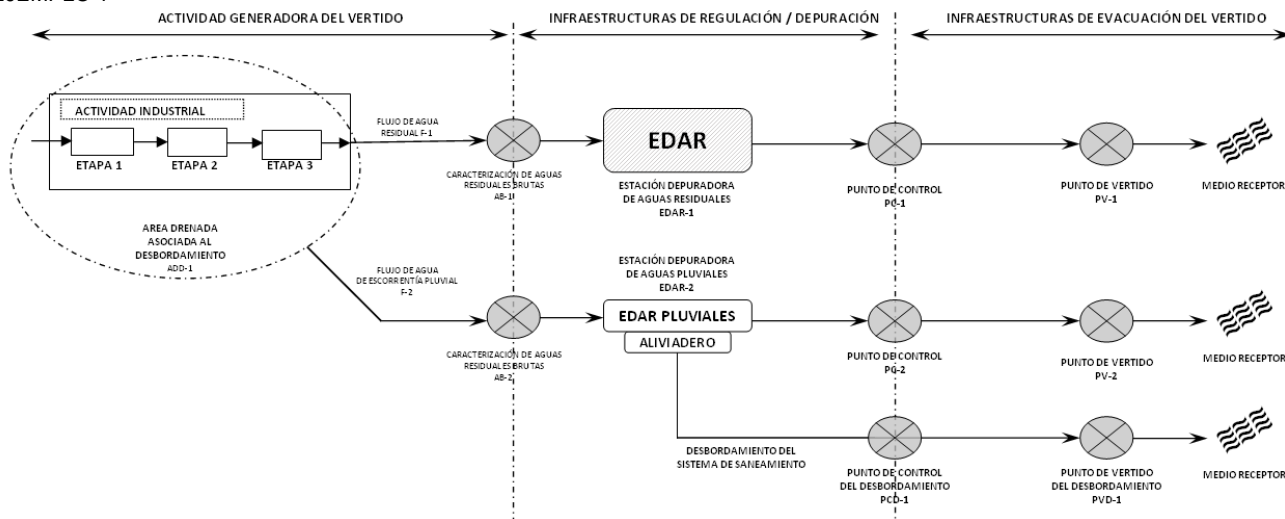 ACTIVIDAD GENERADORA DEL VERTIDO
INFRAESTRUCTURAS DE REGULACIÓN / DEPURACIÓN
INFRAESTRUCTURAS DE EVACUACIÓN DEL VERTIDO
ACTIVIDAD INDUSTRIAL
ETAPA 1
ETAPA 2
ETAPA 3
FLUJO DE AGUA
RESIDUAL F-1
CARACTERIZACIÓN DE AGUAS
RESIDUALES BRUTAS
AB-1
EDAR
ESTACIÓN DEPURADORA
DE AGUAS RESIDUALES
EDAR-1
PUNTO DE CONTROL
PC-1
PUNTO DE VERTIDO
PV-1
MEDIO RECEPTOR
AREA DRENADA
ASOCIADA AL
DESBORDAMIENTO
ADD-1
FLUJO DE AGUA
DE ESCORRENTÍA PLUVIAL
F-2
CARACTERIZACIÓN DE AGUAS
RESIDUALES BRUTAS
AB-2
ESTACIÓN DEPURADORA
DE AGUAS PLUVIALES
EDAR-2
EDAR PLUVIALES
ALIVIADERO
PUNTO DE CONTROL
PC-2
PUNTO DE VERTIDO
PV-2
MEDIO RECEPTOR
DESBORDAMIENTO DEL
SISTEMA DE SANEAMIENTO
PUNTO DE CONTROL
DEL DESBORDAMIENTO
PCD-1
PUNTO DE VERTIDO
DEL DESBORDAMIENTO
PVD-1
MEDIO RECEPTOR